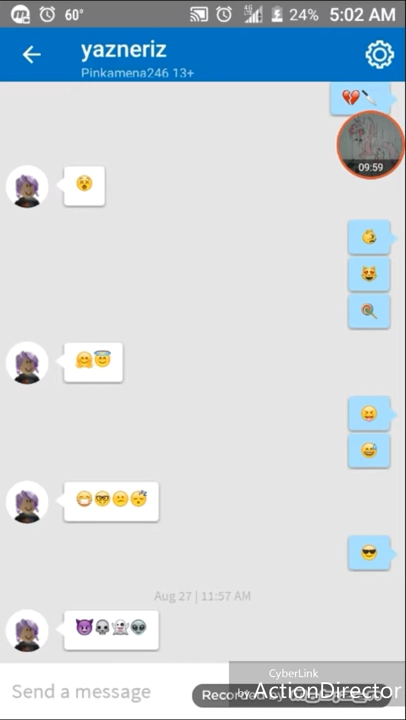 60° 24% 5:02 AM
yazneriz
Pinkamena246 13+
09:59
Aug 27 | 11:57 AM
Send a message
CyberLink
Recorded by
by ActionDirector